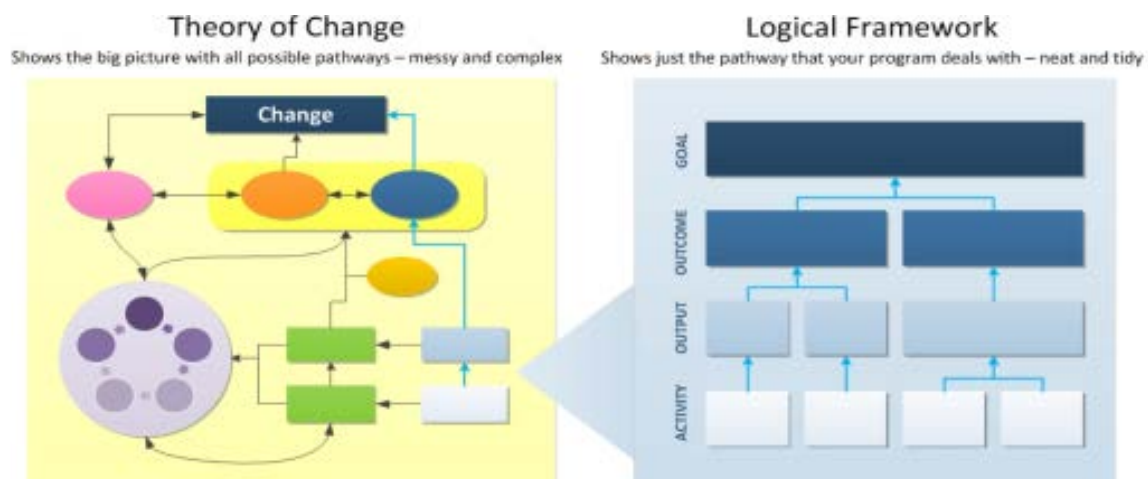 Theory of Change
Shows the big picture with all possible pathways – messy and complex
Change
Logical Framework
Shows just the pathway that your program deals with – neat and tidy
GOAL
OUTCOME
OUTPUT
ACTIVITY